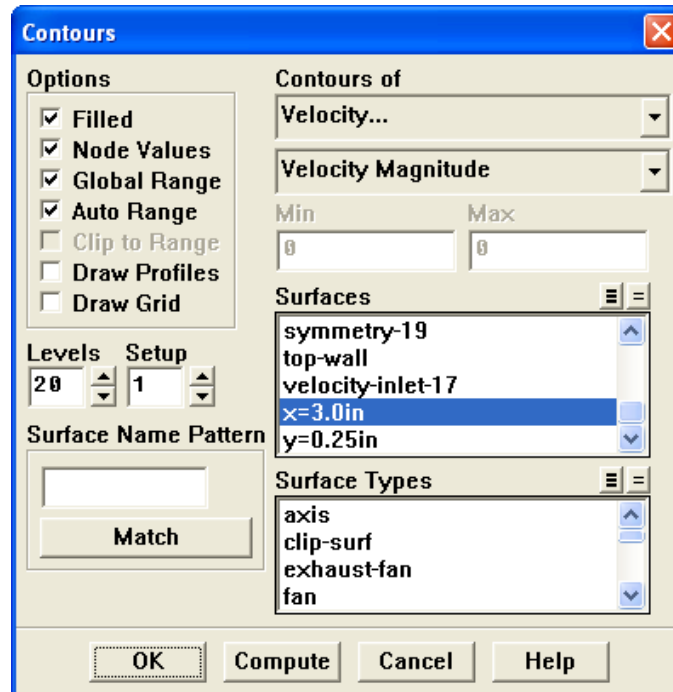 Contours
Options
Filled
Node Values
Global Range
Auto Range
Clip to Range
Draw Profiles
Draw Grid
Levels Setup
20 1
Surface Name Pattern
Match
Contours of
Velocity...
Velocity Magnitude
Min Max
0 0
Surfaces
symmetry-19
top-wall
velocity-inlet-17
x=3.0in
y=0.25in
Surface Types
axis
clip-surf
exhaust-fan
fan
OK Compute Cancel Help